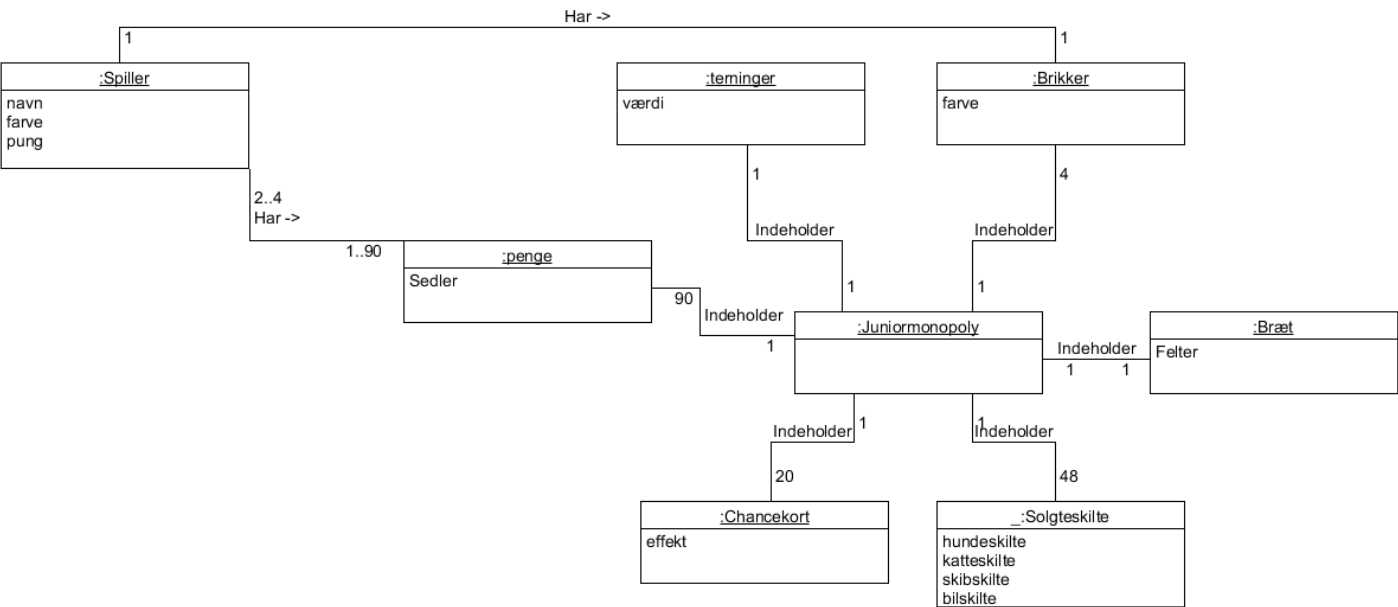 Har ->
1
1
:Spiller
navn
farve
pung
:terninger
værdi
:Brikker
farve
2..4
Har ->
1
4
Indeholder
Indeholder
1..90
:penge
Sedler
90
Indeholder
1
1
1
:Juniormonopoly
Indeholder
1
1
:Bræt
Felter
1
Indeholder
1
Indeholder
20
48
:Chancekort
effekt
_:Solgteskilte
hundeskilte
katteskilte
skibskilte
bilskilte